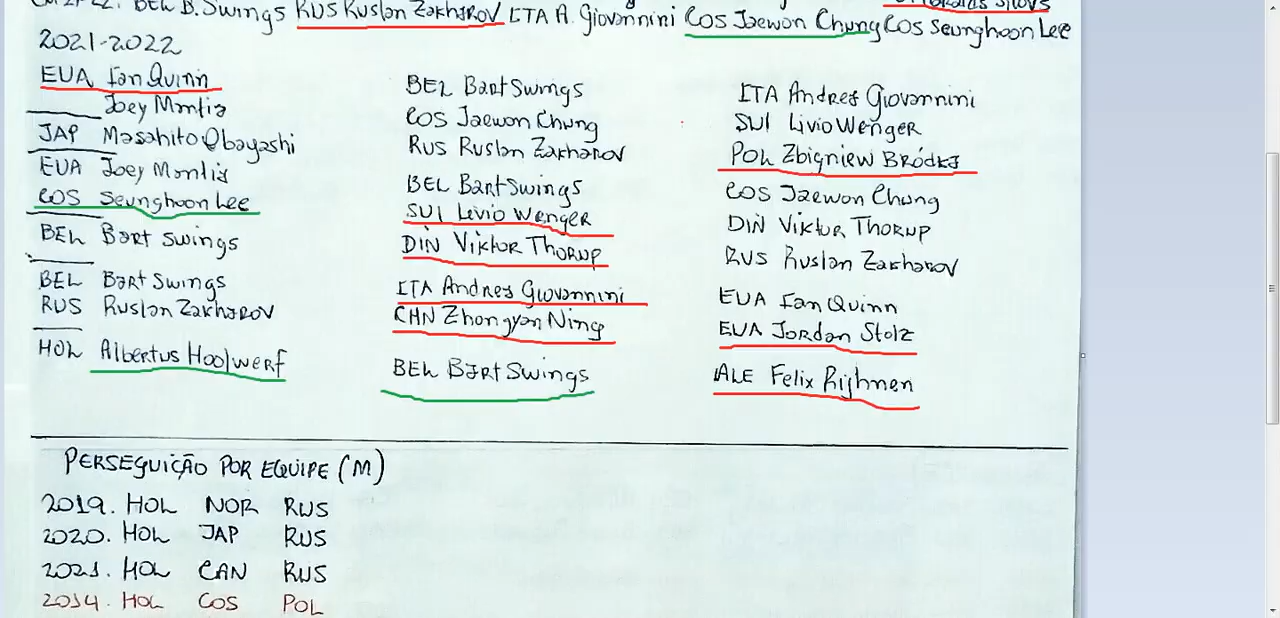 BEL B. Swings RUS Ruslan Zakharov ITA A. Giovannini COS Jaewon Chung COS Seunghoon Lee
2021-2022
EUA Ian Quinn BEL Bart Swings ITA Andrea Giovannini
Joey Mantia COS Jaewon Chung SUI Livio Wenger
JAP Masahito Obayashi RUS Ruslan Zakharov POL Zbigniew Bródka
EUA Joey Mantia BEL Bart Swings COS Jaewon Chung
COS Seunghoon Lee SUI Livio Wenger DIN Viktor Thorup
BEL Bart Swings DIN Viktor Thorup RUS Ruslan Zakharov
BEL Bart Swings ITA Andrea Giovannini EUA Ian Quinn
RUS Ruslan Zakharov CHN Zhongyan Ning EUA Jordan Stolz
HOL Albertus Hoolwerf BEL Bart Swings ALE Felix Rijhnen
PERSEGUIÇÃO POR EQUIPE (M)
2019. HOL NOR RUS
2020. HOL JAP RUS
2021. HOL CAN RUS
2014. HOL COS POL